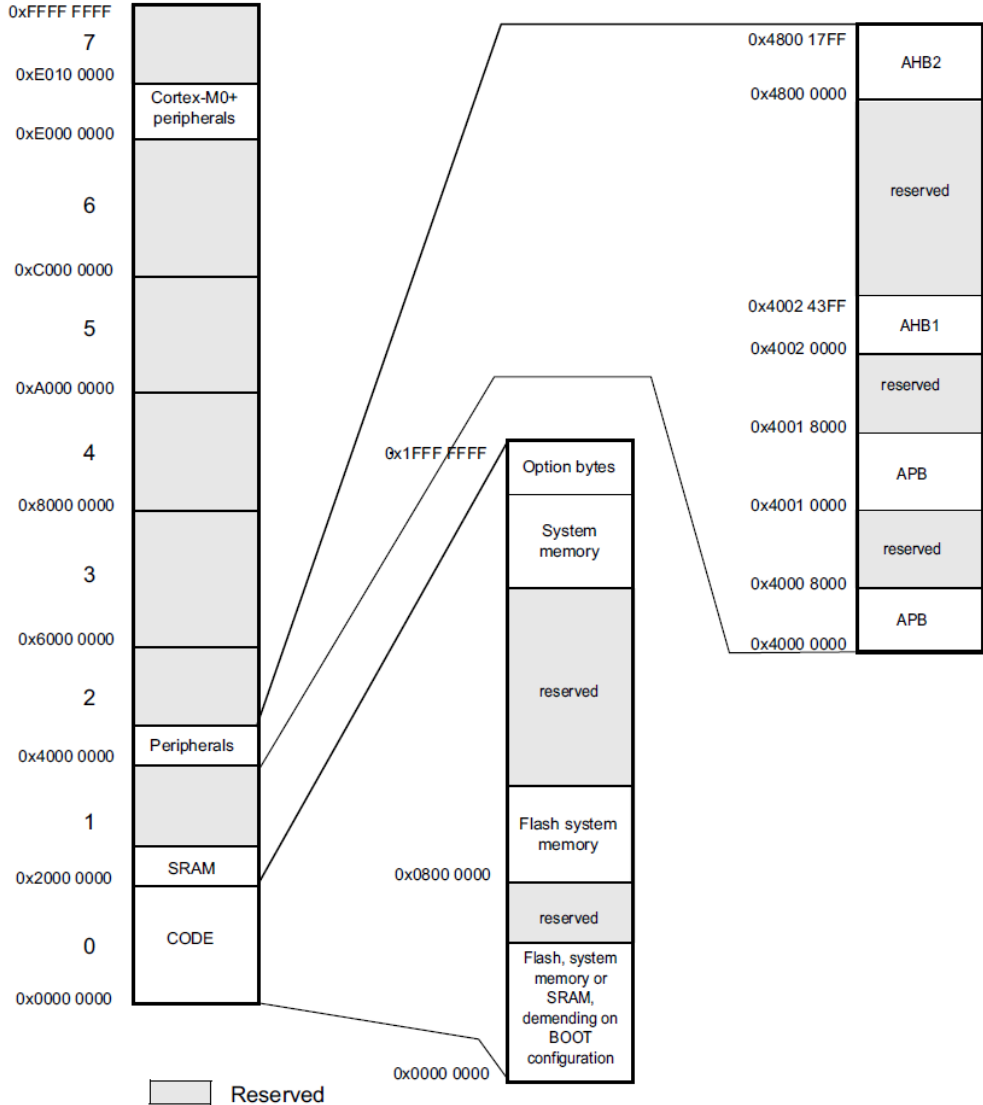 0xFFFF FFFF
7
0xE010 0000
Cortex-M0+
peripherals
0xE000 0000
6
0xC000 0000
5
0xA000 0000
4
0x8000 0000
3
0x6000 0000
2
Peripherals
0x4000 0000
1
SRAM
0x2000 0000
CODE
0
0x0000 0000
Reserved
0x1FFF FFFF
Option bytes
System
memory
reserved
Flash system
memory
0x0800 0000
reserved
Flash, system
memory or
SRAM,
demending on
BOOT
configuration
0x0000 0000
0x4800 17FF
AHB2
0x4800 0000
reserved
0x4002 43FF
AHB1
0x4002 0000
reserved
0x4001 8000
APB
0x4001 0000
reserved
0x4000 8000
APB
0x4000 0000